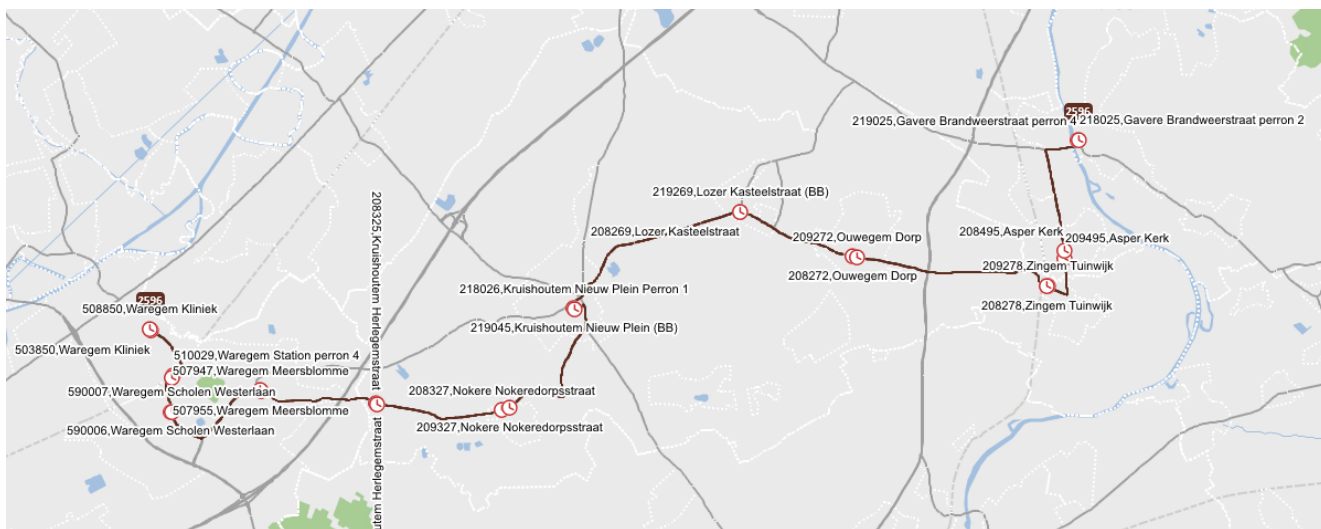 2596
219025,Gavere Brandweerstraat perron 4
218025,Gavere Brandweerstraat perron 2
219269,Lozer Kasteelstraat (BB)
208325,Kruishoutem Herlegemstraat
208269,Lozer Kasteelstraat
209272,Ouwegem Dorp
208495,Asper Kerk
209495,Asper Kerk
209278,Zingem Tuinwijk
208272,Ouwegem Dorp
218026,Kruishoutem Nieuw Plein Perron 1
2596
508850,Waregem Kliniek
208278,Zingem Tuinwijk
219045,Kruishoutem Nieuw Plein (BB)
503850,Waregem Kliniek
510029,Waregem Station perron 4
507947,Waregem Meersblomme
590007,Waregem Scholen Westerlaan
208327,Nokere Nokeredorpsstraat
507955,Waregem Meersblomme
590006,Waregem Scholen Westerlaan
209327,Nokere Nokeredorpsstraat
utem Herlegemstraat